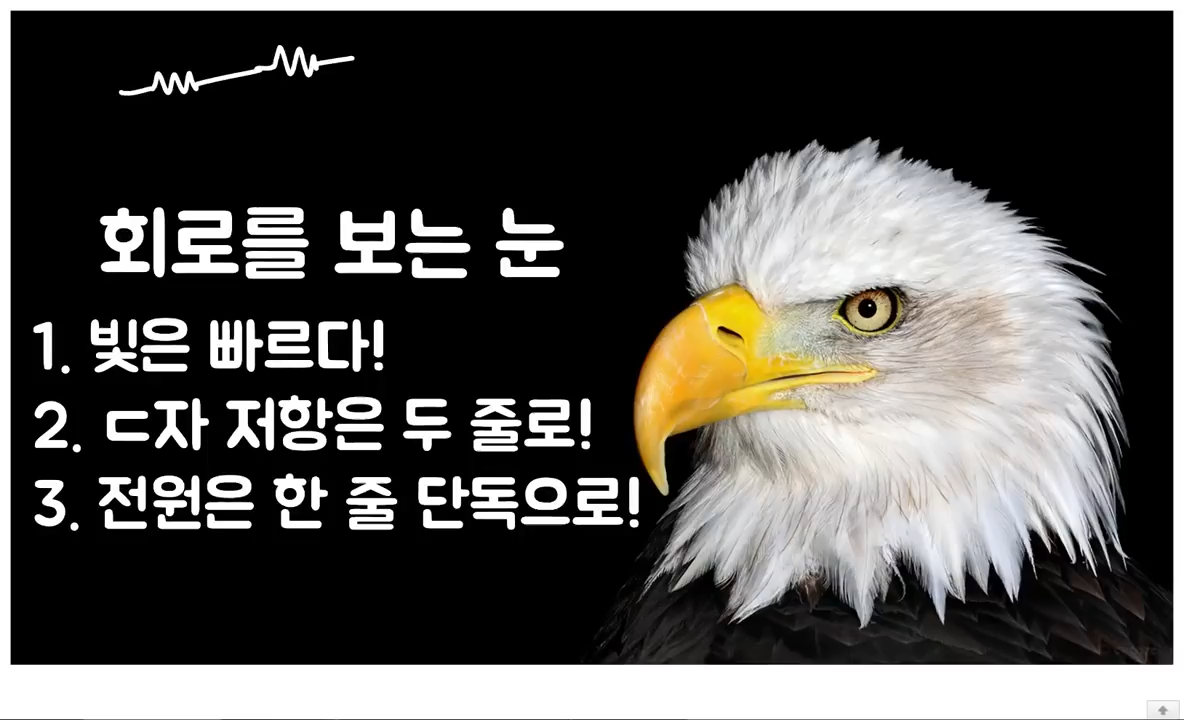 회로를 보는 눈
1. 빛은 빠르다!
2. ㄷ자 저항은 두 줄로!
3. 전원은 한 줄 단독으로!